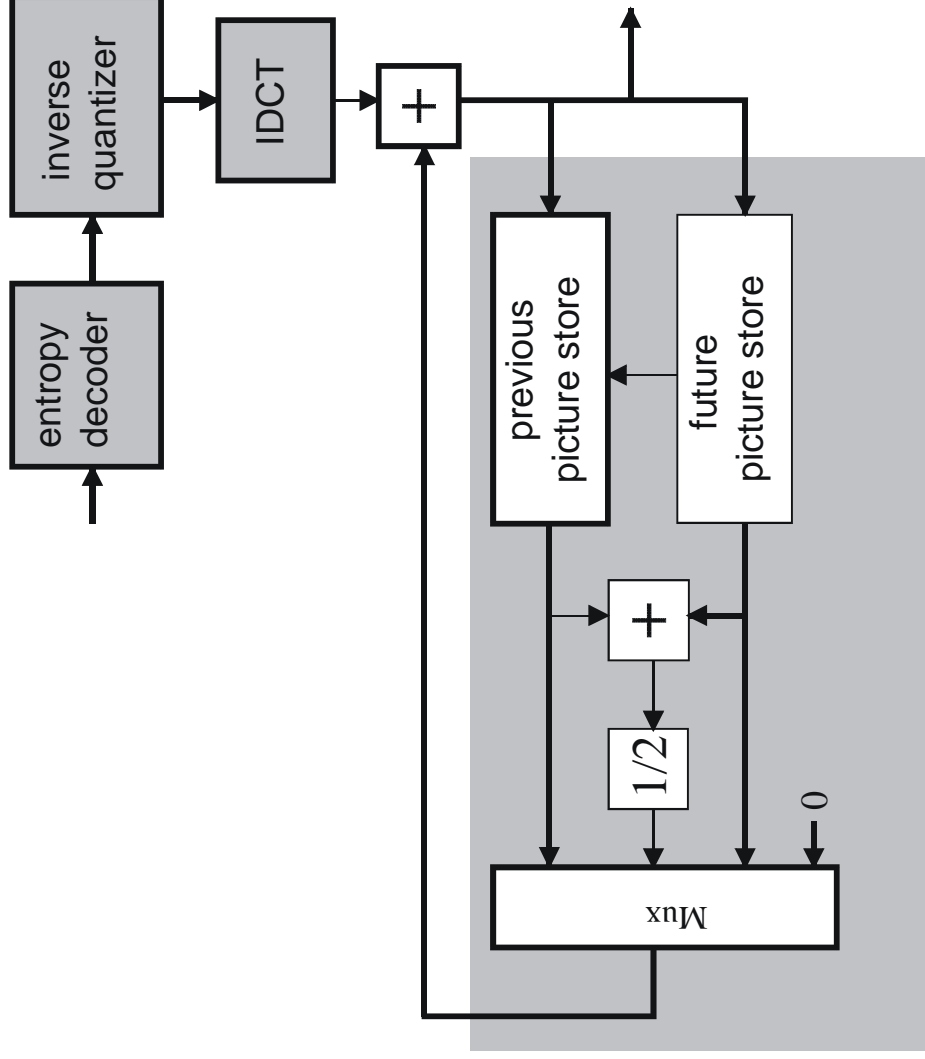 entropy
decoder
inverse
quantizer
IDCT
+
previous
picture store
future
picture store
+
1/2
0
Mux